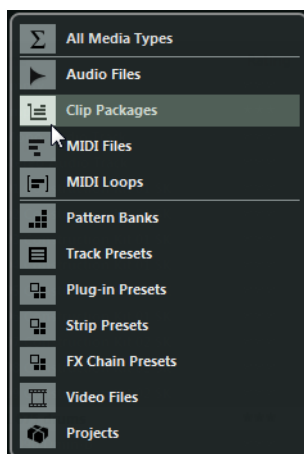 All Media Types
Audio Files
Clip Packages
MIDI Files
MIDI Loops
Pattern Banks
Track Presets
Plug-in Presets
Strip Presets
FX Chain Presets
Video Files
Projects